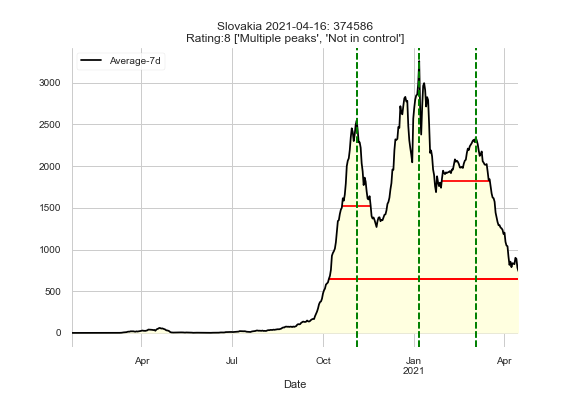 Slovakia 2021-04-16: 374586
Rating:8 ['Multiple peaks', 'Not in control']
Average-7d
3000
2500
2000
1500
1000
500
0
Apr Jul Oct Jan Apr
2021
Date